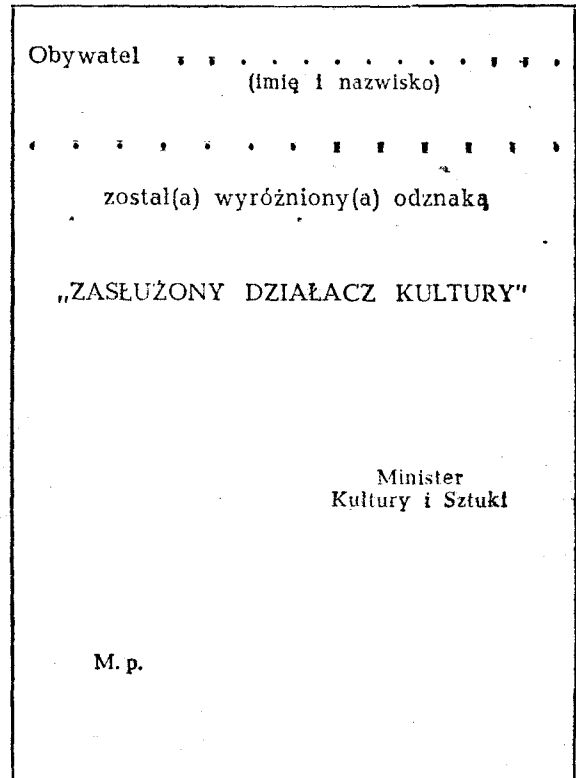 Obywatel . . . . . . . . . . . .
(imię i nazwisko)
. . . . . . . . . . . . .
został(a) wyróżniony(a) odznaką
„ZASŁUŻONY DZIAŁACZ KULTURY"
Minister
Kultury i Sztuki
M. p.